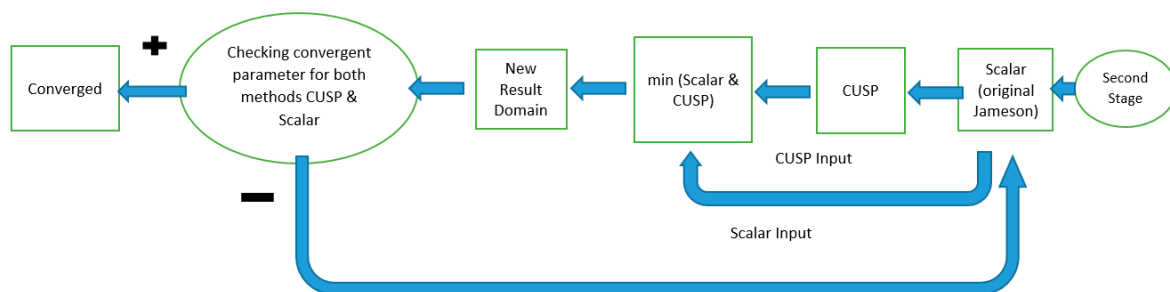 Converged
+
Checking convergent
parameter for both
methods CUSP &
Scalar
New
Result
Domain
min (Scalar &
CUSP)
CUSP
Scalar
(original
Jameson)
Second
Stage
CUSP Input
−
Scalar Input